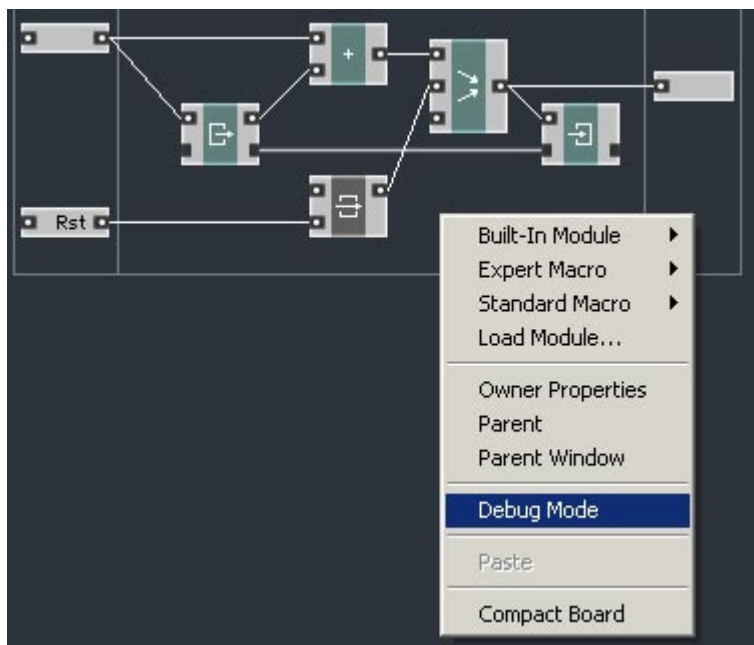 +
Rst
Built-In Module
Expert Macro
Standard Macro
Load Module...
Owner Properties
Parent
Parent Window
Debug Mode
Paste
Compact Board